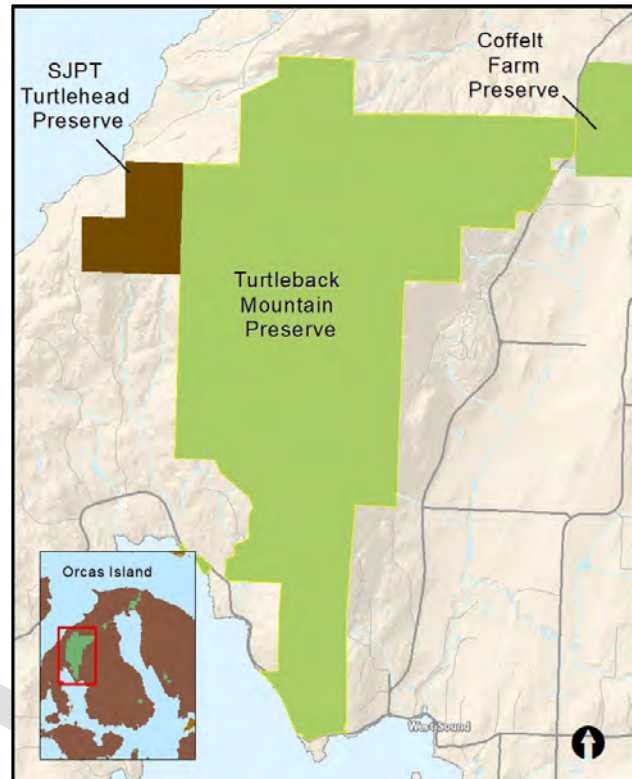 SJPT
Turtlehead
Preserve
Coffelt
Farm
Preserve
Turtleback
Mountain
Preserve
Orcas Island
West Sound